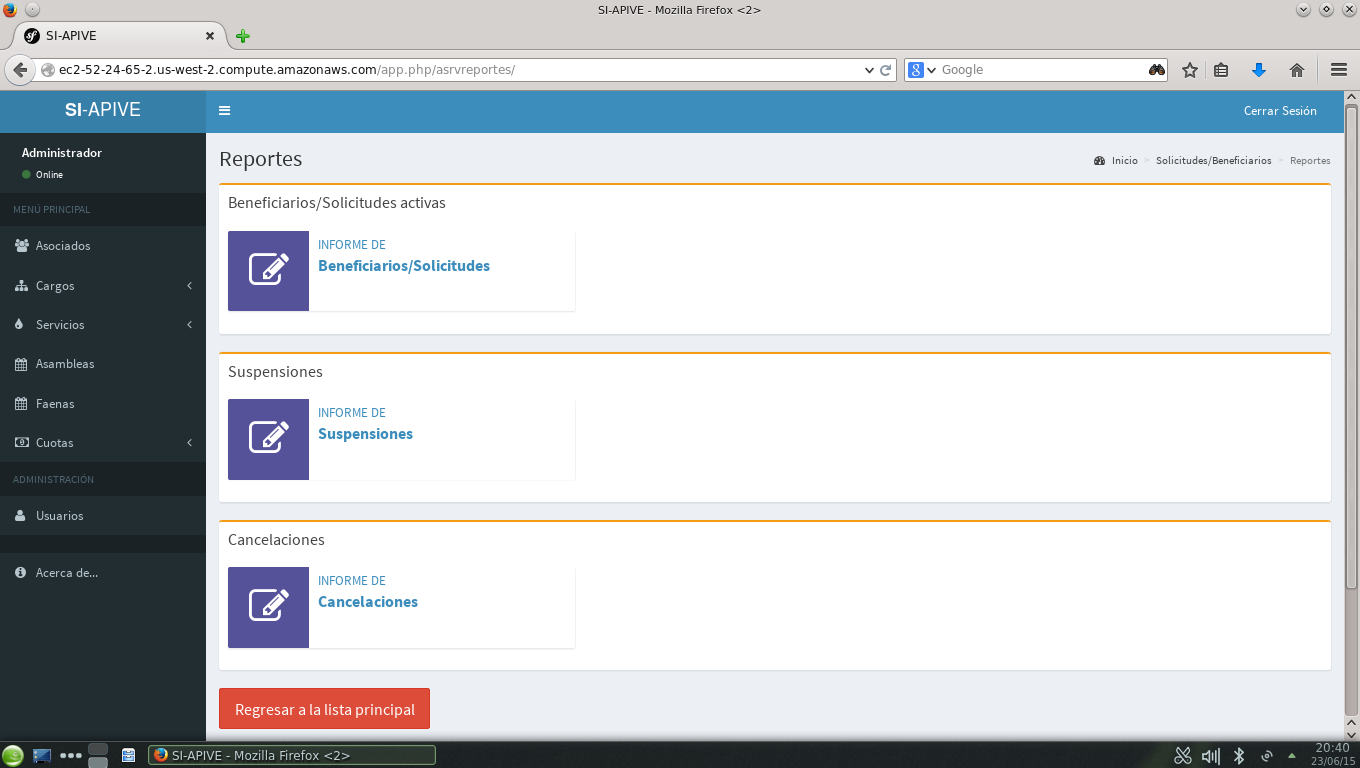 SI-APIVE - Mozilla Firefox <2>
SI-APIVE
ec2-52-24-65-2.us-west-2.compute.amazonaws.com/app.php/asrvreportes/
Google
SI-APIVE
Cerrar Sesión
Administrador
Online
MENÚ PRINCIPAL
Asociados
Cargos
Servicios
Asambleas
Faenas
Cuotas
ADMINISTRACIÓN
Usuarios
Acerca de...
Reportes
Inicio > Solicitudes/Beneficiarios > Reportes
Beneficiarios/Solicitudes activas
INFORME DE
Beneficiarios/Solicitudes
Suspensiones
INFORME DE
Suspensiones
Cancelaciones
INFORME DE
Cancelaciones
Regresar a la lista principal
SI-APIVE - Mozilla Firefox <2>
20:40
23/06/15